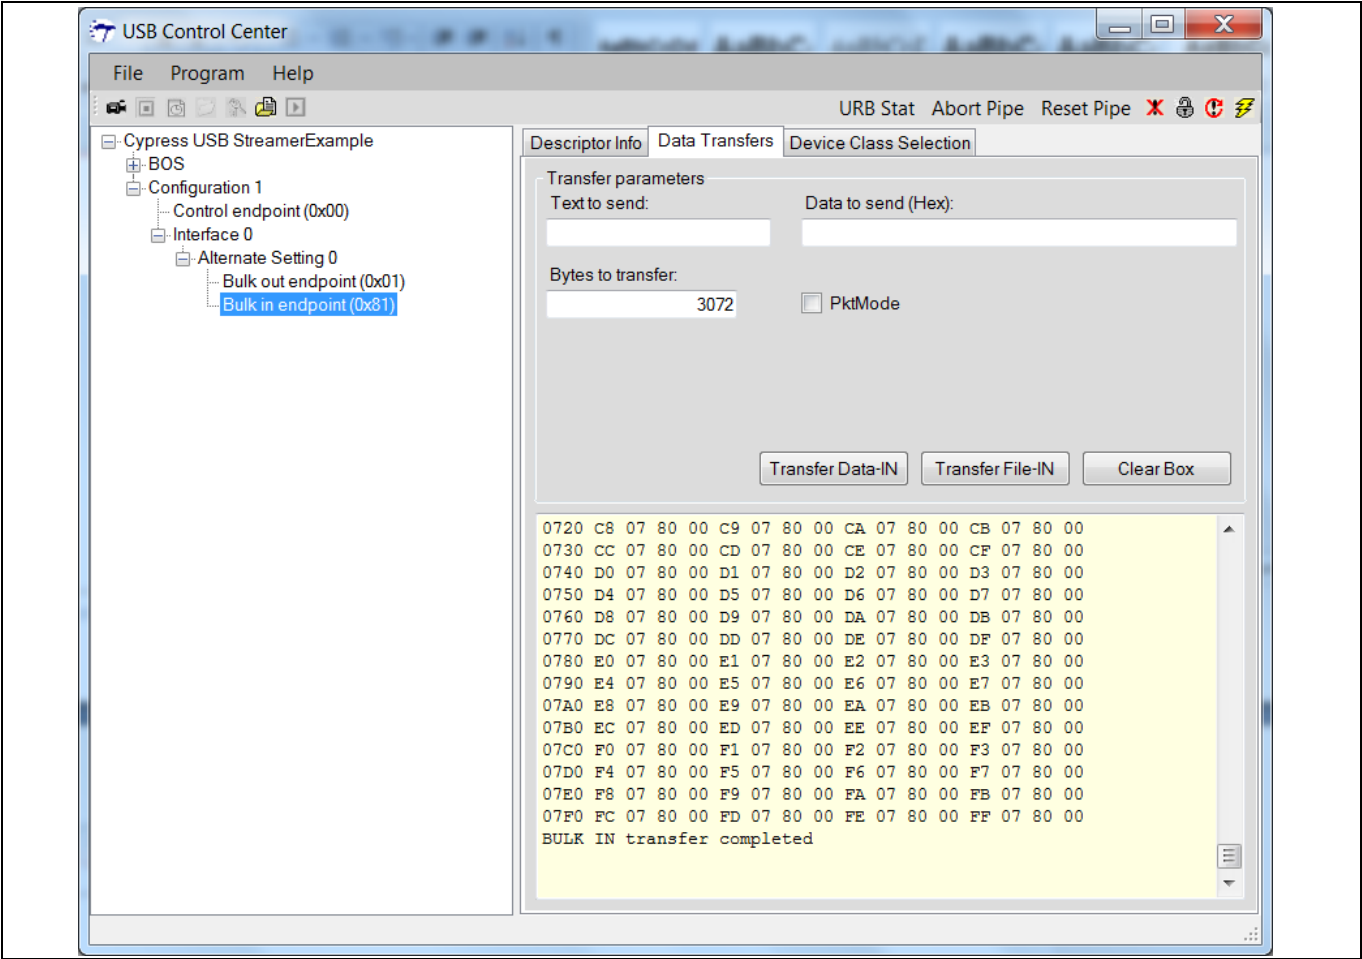 USB Control Center
File Program Help
URB Stat Abort Pipe Reset Pipe
Cypress USB StreamerExample
BOS
Configuration 1
Control endpoint (0x00)
Interface 0
Alternate Setting 0
Bulk out endpoint (0x01)
Bulk in endpoint (0x81)
Descriptor Info Data Transfers Device Class Selection
Transfer parameters
Text to send: Data to send (Hex):
Bytes to transfer:
3072 PktMode
Transfer Data-IN Transfer File-IN Clear Box
0720 C8 07 80 00 C9 07 80 00 CA 07 80 00 CB 07 80 00
0730 CC 07 80 00 CD 07 80 00 CE 07 80 00 CF 07 80 00
0740 D0 07 80 00 D1 07 80 00 D2 07 80 00 D3 07 80 00
0750 D4 07 80 00 D5 07 80 00 D6 07 80 00 D7 07 80 00
0760 D8 07 80 00 D9 07 80 00 DA 07 80 00 DB 07 80 00
0770 DC 07 80 00 DD 07 80 00 DE 07 80 00 DF 07 80 00
0780 E0 07 80 00 E1 07 80 00 E2 07 80 00 E3 07 80 00
0790 E4 07 80 00 E5 07 80 00 E6 07 80 00 E7 07 80 00
07A0 E8 07 80 00 E9 07 80 00 EA 07 80 00 EB 07 80 00
07B0 EC 07 80 00 ED 07 80 00 EE 07 80 00 EF 07 80 00
07C0 F0 07 80 00 F1 07 80 00 F2 07 80 00 F3 07 80 00
07D0 F4 07 80 00 F5 07 80 00 F6 07 80 00 F7 07 80 00
07E0 F8 07 80 00 F9 07 80 00 FA 07 80 00 FB 07 80 00
07F0 FC 07 80 00 FD 07 80 00 FE 07 80 00 FF 07 80 00
BULK IN transfer completed